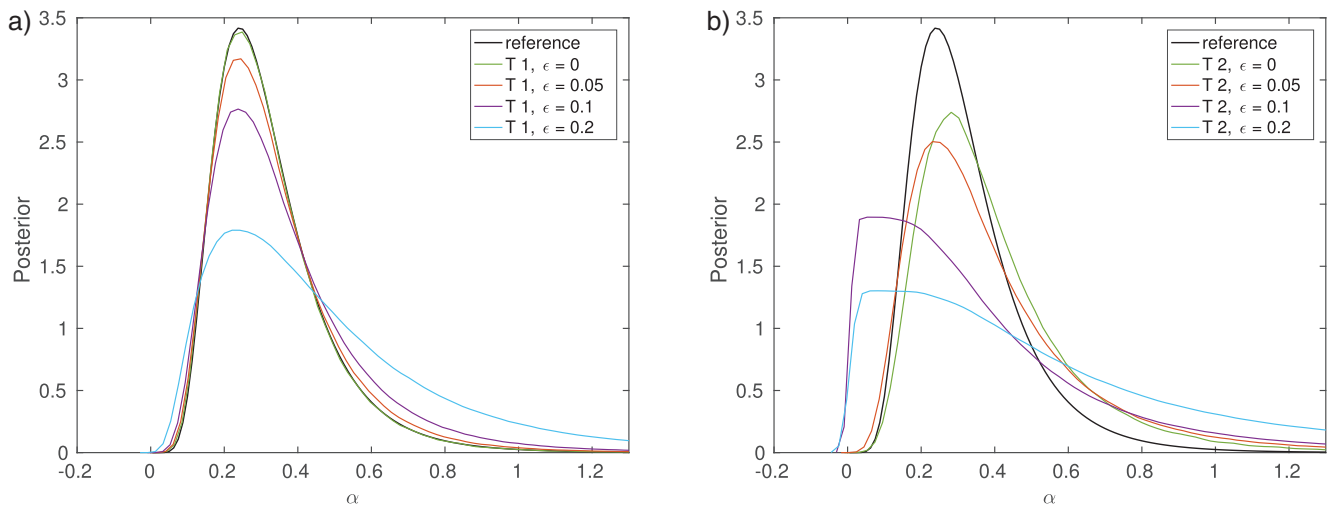 a)
3.5
3
2.5
2
1.5
1
0.5
0
Posterior
-0.2
0
0.2
0.4
0.6
0.8
1
1.2
α
reference
T 1, ϵ = 0
T 1, ϵ = 0.05
T 1, ϵ = 0.1
T 1, ϵ = 0.2
b)
3.5
3
2.5
2
1.5
1
0.5
0
Posterior
-0.2
0
0.2
0.4
0.6
0.8
1
1.2
α
reference
T 2, ϵ = 0
T 2, ϵ = 0.05
T 2, ϵ = 0.1
T 2, ϵ = 0.2